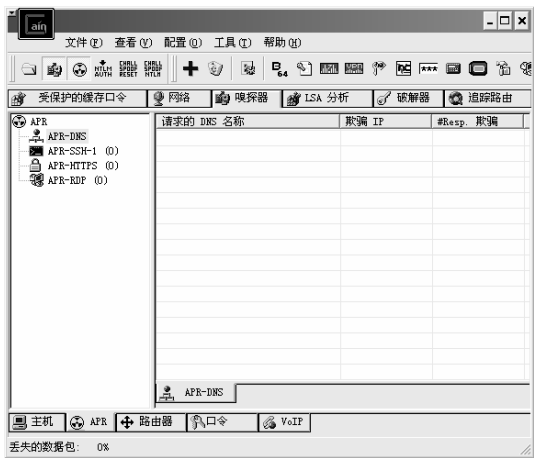 ain
文件(F) 查看(V) 配置(O) 工具(T) 帮助(H)
NTLM AUTH
CHALL SPOOF RESET
CHALL SPOOF NTLM
B 64
受保护的缓存口令 网络 嗅探器 LSA 分析 破解器 追踪路由
APR
APR-DNS
APR-SSH-1 (0)
APR-HTTPS (0)
APR-RDP (0)
请求的 DNS 名称 欺骗 IP #Resp. 欺骗
APR-DNS
主机 APR 路由器 口令 VoIP
丢失的数据包: 0%